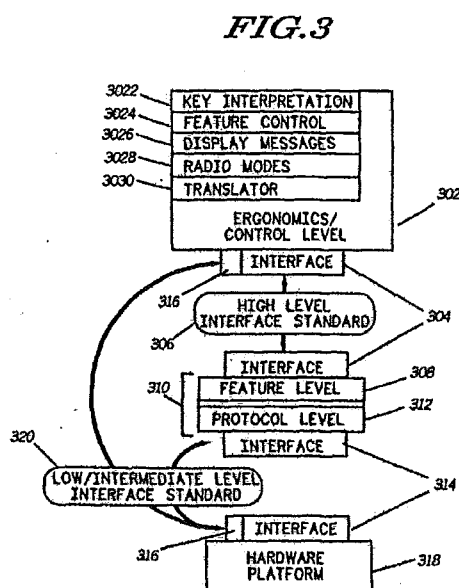 FIG.3
3022 KEY INTERPRETATION
3024 FEATURE CONTROL
3026 DISPLAY MESSAGES
3028 RADIO MODES
3030 TRANSLATOR
302
ERGONOMICS/
CONTROL LEVEL
316 INTERFACE
304
306 HIGH LEVEL
INTERFACE STANDARD
INTERFACE
310 FEATURE LEVEL 308
PROTOCOL LEVEL 312
INTERFACE
320
LOW/INTERMEDIATE LEVEL
INTERFACE STANDARD
314
316 INTERFACE
HARDWARE
PLATFORM
318